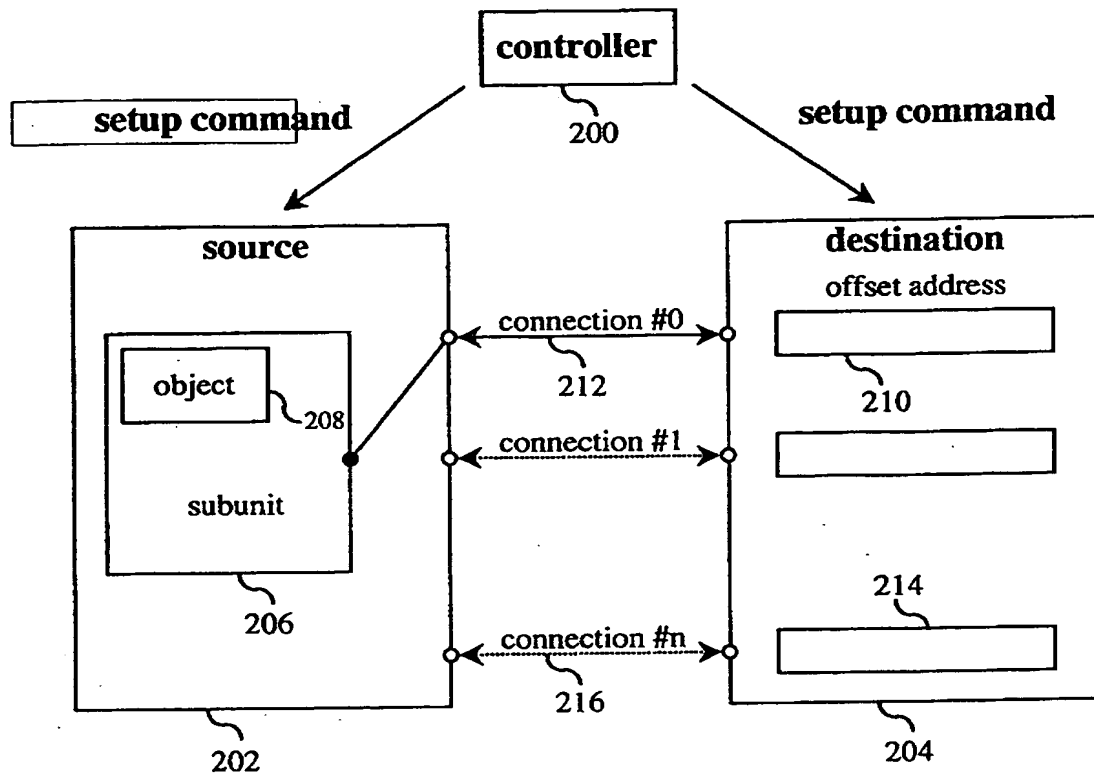 controller
200
setup command
setup command
source
destination
offset address
connection #0
212
210
object
208
connection #1
subunit
206
214
connection #n
216
202
204